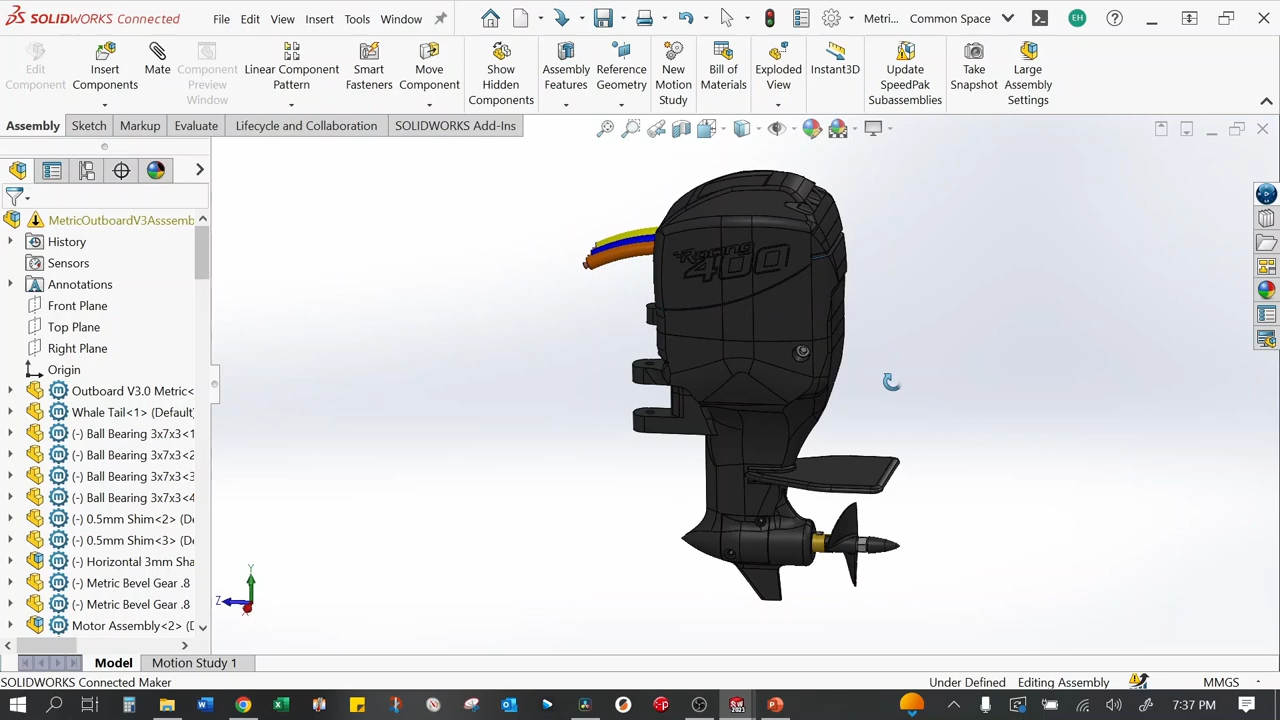 SOLIDWORKS Connected
File Edit View Insert Tools Window
Metri... Common Space EH
Edit Component
Insert Components
Mate
Component Preview Window
Linear Component Pattern
Smart Fasteners
Move Component
Show Hidden Components
Assembly Features
Reference Geometry
New Motion Study
Bill of Materials
Exploded View
Instant3D
Update SpeedPak Subassemblies
Take Snapshot
Large Assembly Settings
Assembly Sketch Markup Evaluate Lifecycle and Collaboration SOLIDWORKS Add-Ins
MetricOutboardV3Asssemb
History
Sensors
Annotations
Front Plane
Top Plane
Right Plane
Origin
Outboard V3.0 Metric<
Whale Tail<1> (Default)
(-) Ball Bearing 3x7x3<1
(-) Ball Bearing 3x7x3<2
(-) Ball Bearing 3x7x3<3
(-) Ball Bearing 3x7x3<4
(-) 0.5mm Shim<2> (De
(-) 0.5mm Shim<3> (De
(-) Horizontal 3mm Sha
(-) Metric Bevel Gear .8
(-) Metric Bevel Gear .8
Motor Assembly<2> (D
Racing
400
Y
Z
X
Model Motion Study 1
SOLIDWORKS Connected Maker Under Defined Editing Assembly MMGS
7:37 PM